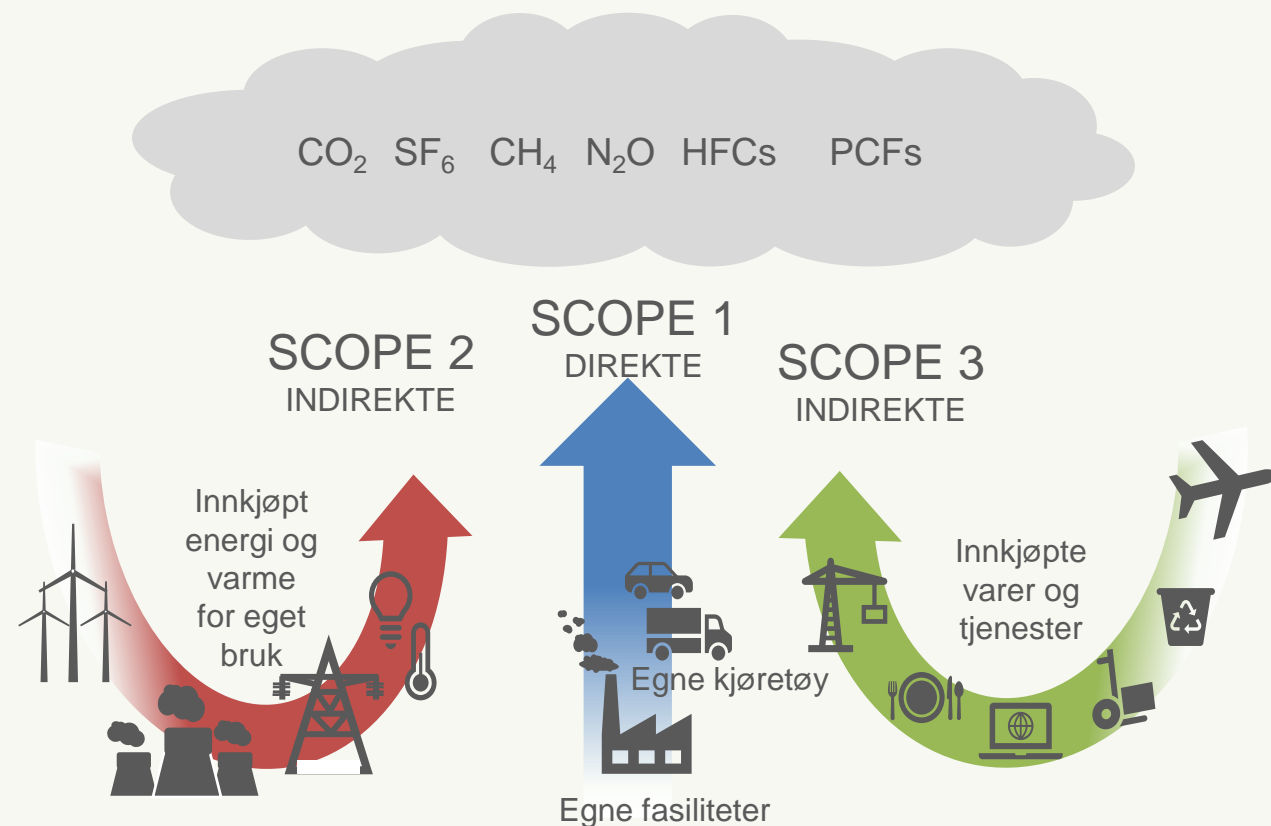 CO₂ SF₆ CH₄ N₂O HFCs PCFs
SCOPE 1
DIREKTE
SCOPE 2
INDIREKTE
SCOPE 3
INDIREKTE
Innkjøpt
energi og
varme
for eget
bruk
Egne kjøretøy
Egne fasiliteter
Innkjøpte
varer og
tjenester